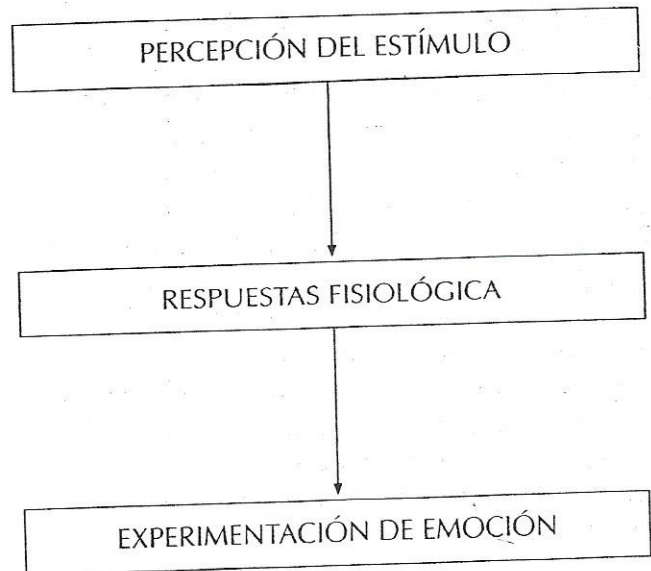 PERCEPCIÓN DEL ESTÍMULO
RESPUESTAS FISIOLÓGICA
EXPERIMENTACIÓN DE EMOCIÓN